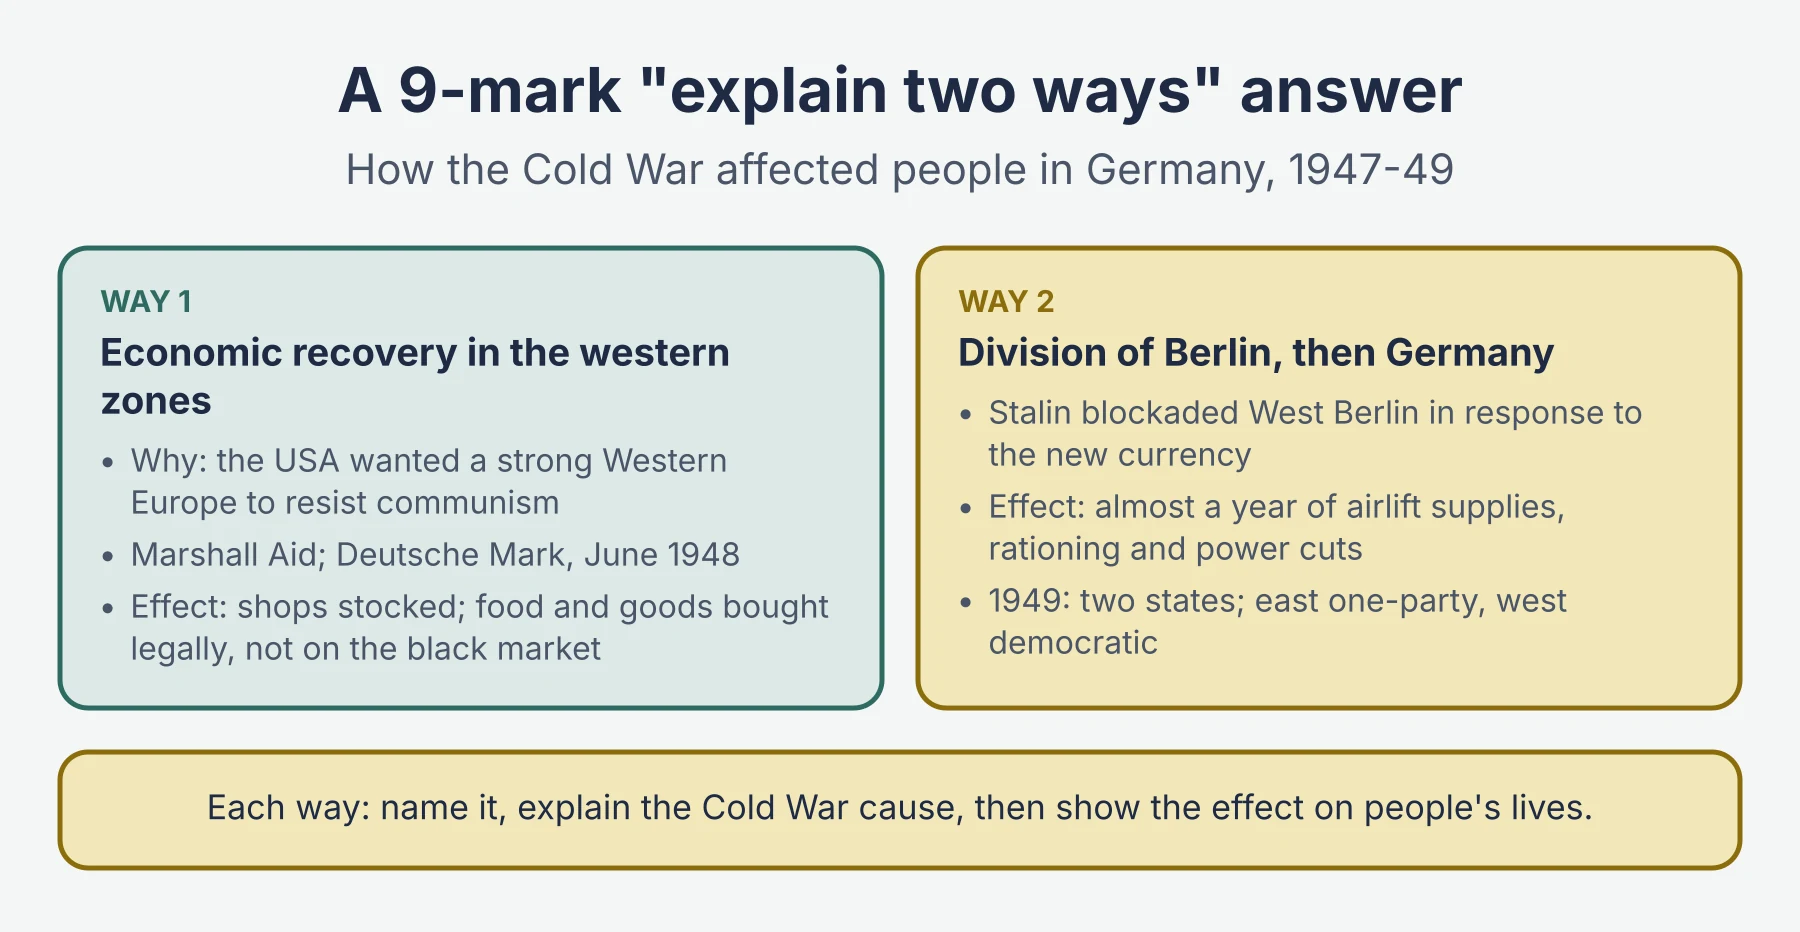 A 9-mark "explain two ways" answer
How the Cold War affected people in Germany, 1947-49
WAY 1
Economic recovery in the western
zones
• Why: the USA wanted a strong Western
Europe to resist communism
• Marshall Aid; Deutsche Mark, June 1948
• Effect: shops stocked; food and goods bought
legally, not on the black market
WAY 2
Division of Berlin, then Germany
• Stalin blockaded West Berlin in response to
the new currency
• Effect: almost a year of airlift supplies,
rationing and power cuts
• 1949: two states; east one-party, west
democratic
Each way: name it, explain the Cold War cause, then show the effect on people's lives.